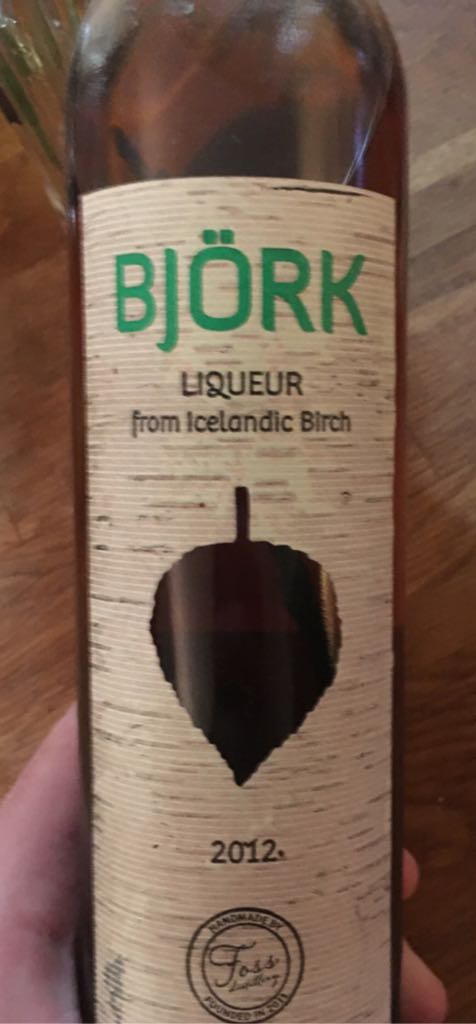 BJÖRK
LIQUEUR
from Icelandic Birch
2012.
HANDMADE BY
Foss
distillery
FOUNDED IN 2011